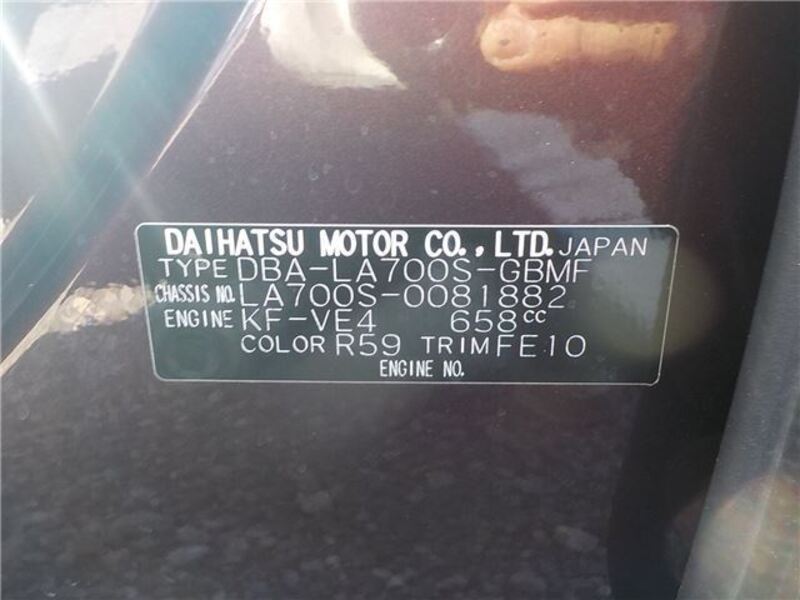 DAIHATSU MOTOR CO., LTD. JAPAN
TYPE DBA-LA700S-GBMF
CHASSIS NO. LA700S-0081882
ENGINE KF-VE4 658cc
COLOR R59 TRIM FE10
ENGINE NO.